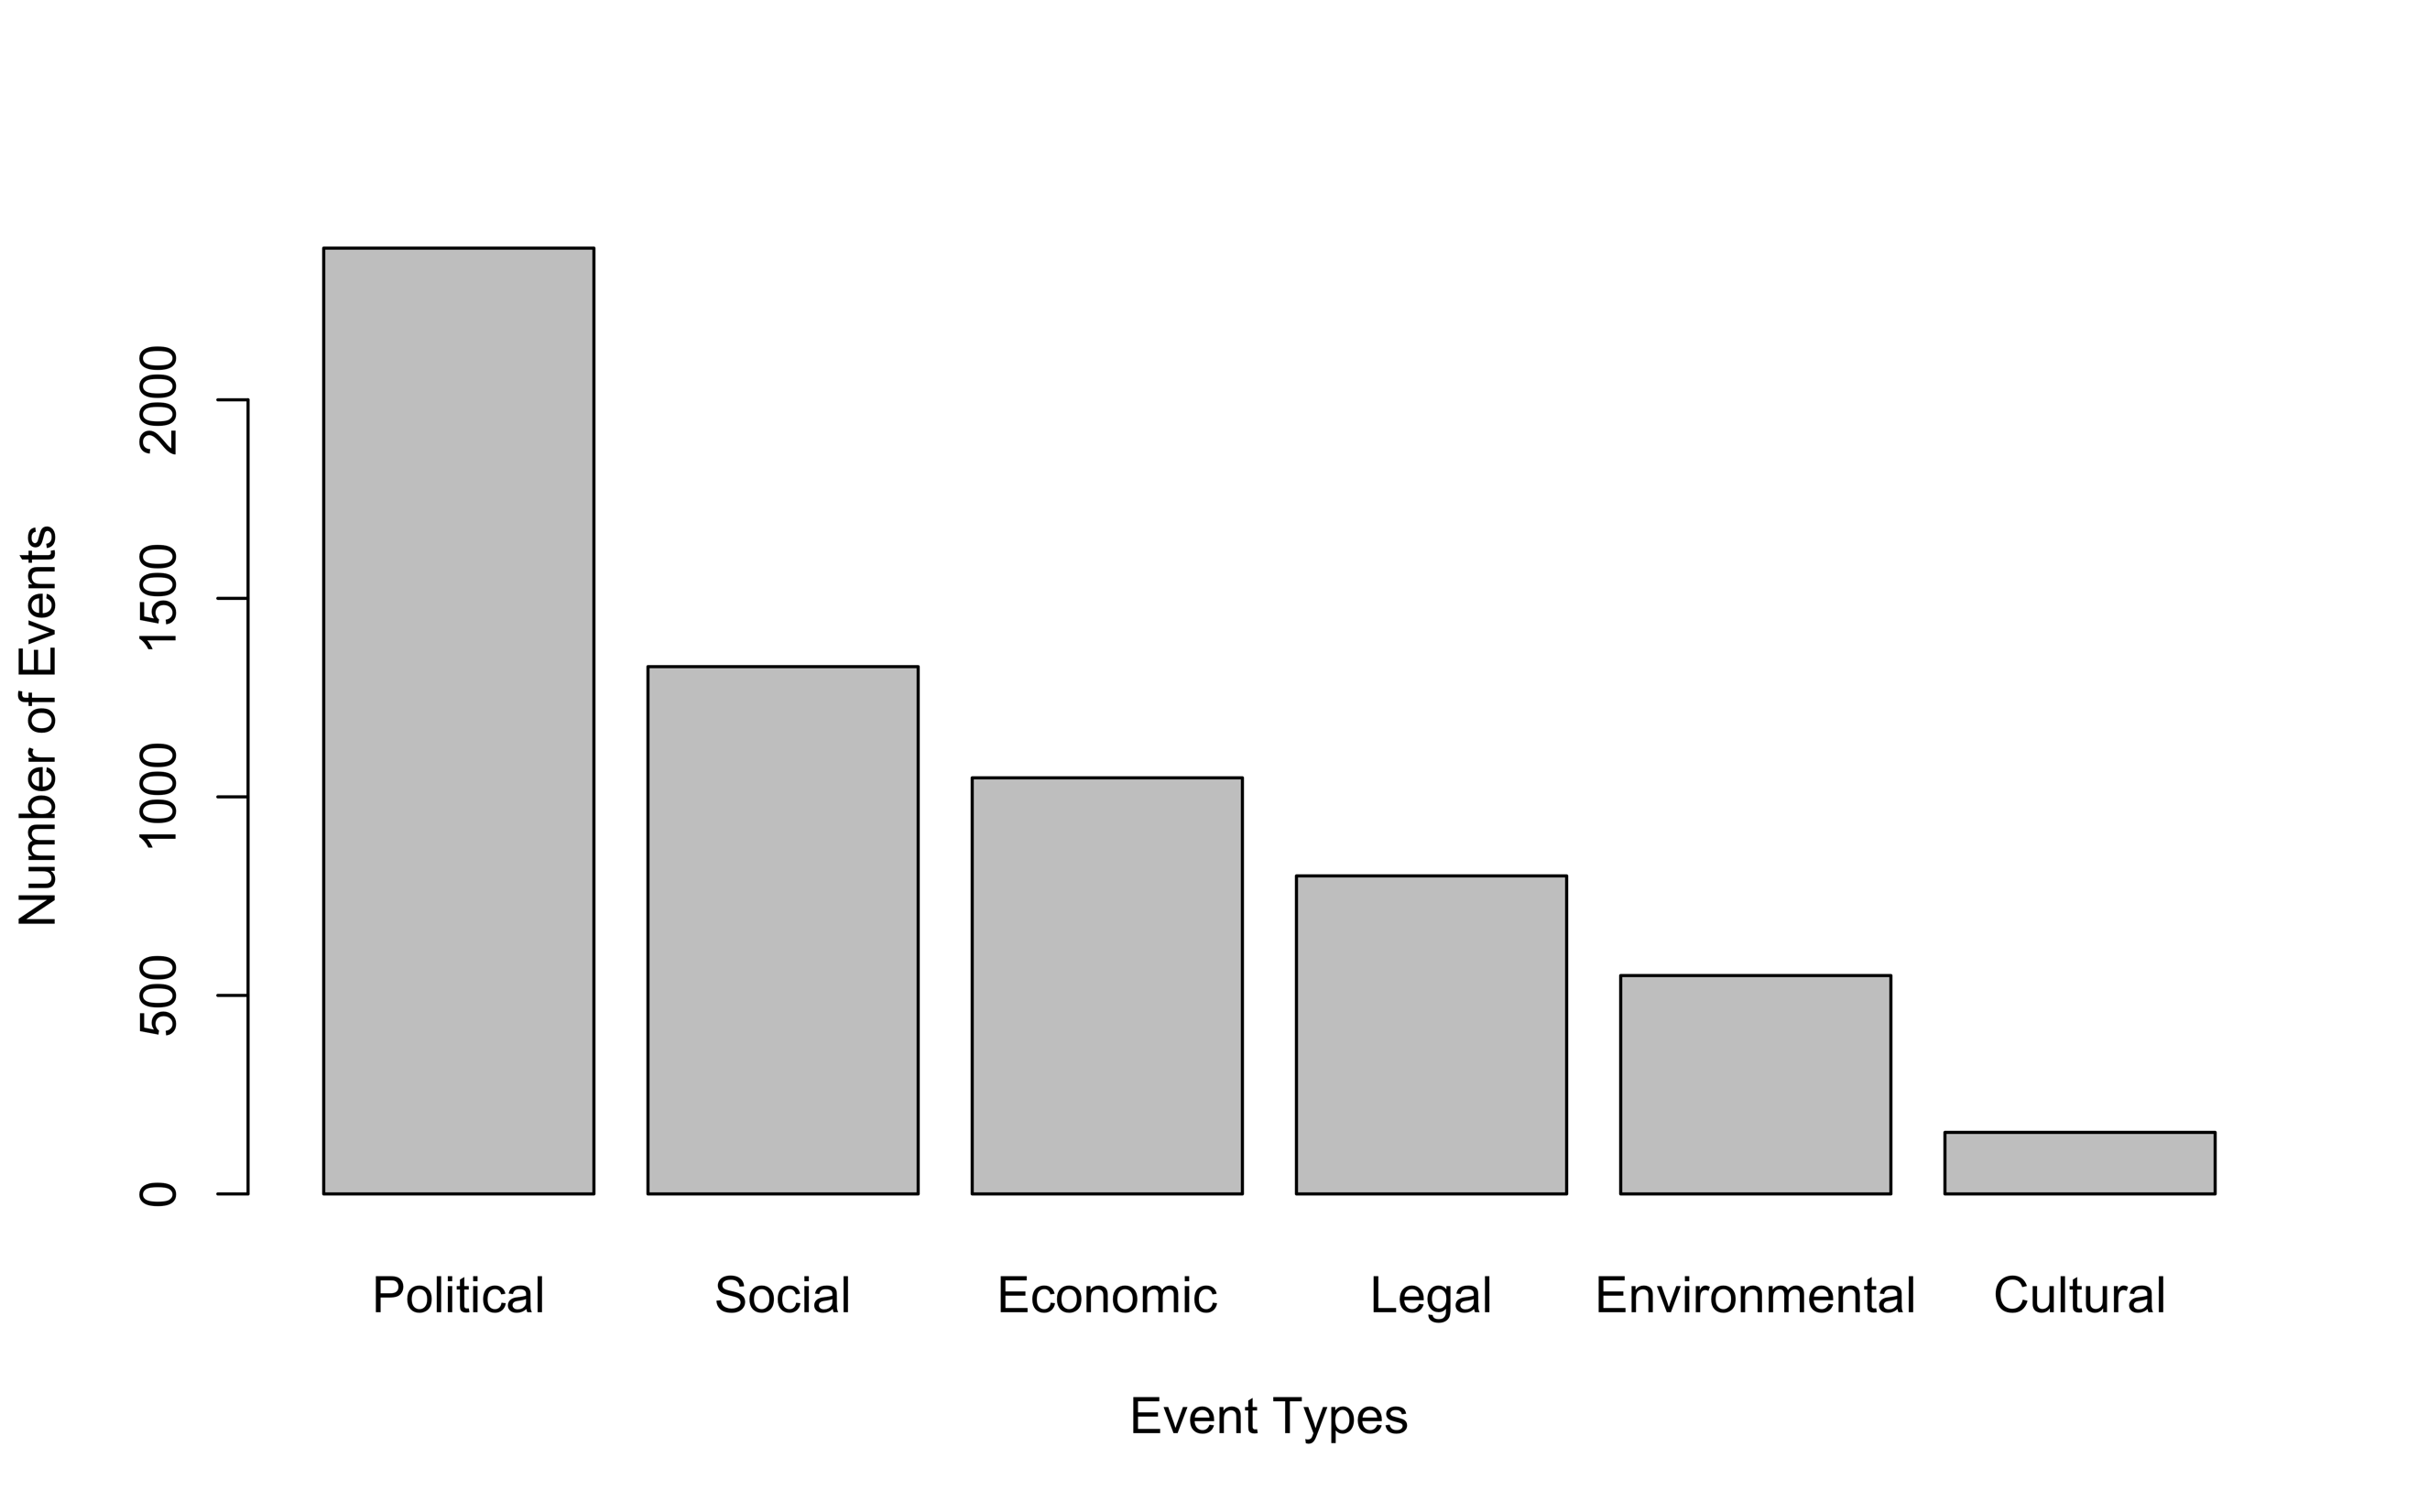 Number of Events
2000
1500
1000
500
0
Political
Social
Economic
Legal
Environmental
Cultural
Event Types